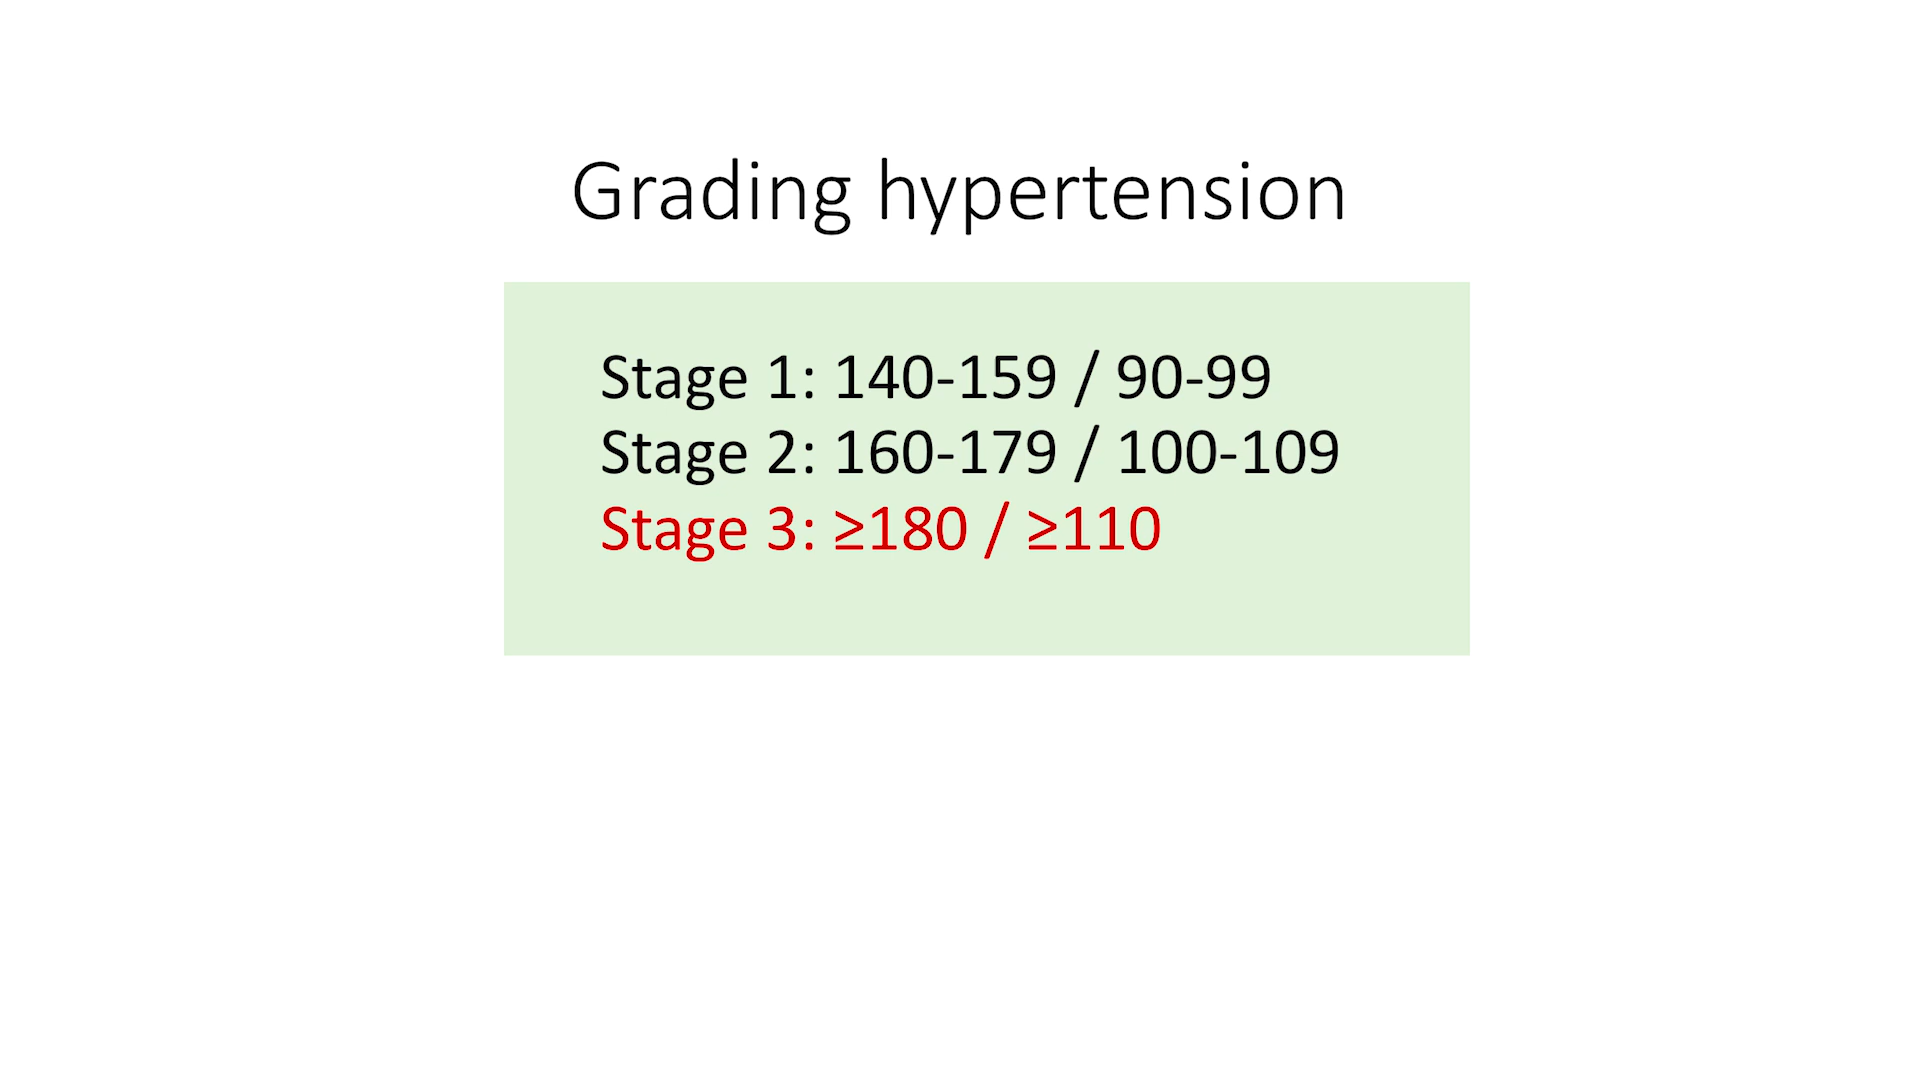 Grading hypertension
Stage 1: 140-159 / 90-99
Stage 2: 160-179 / 100-109
Stage 3: ≥180 / ≥110